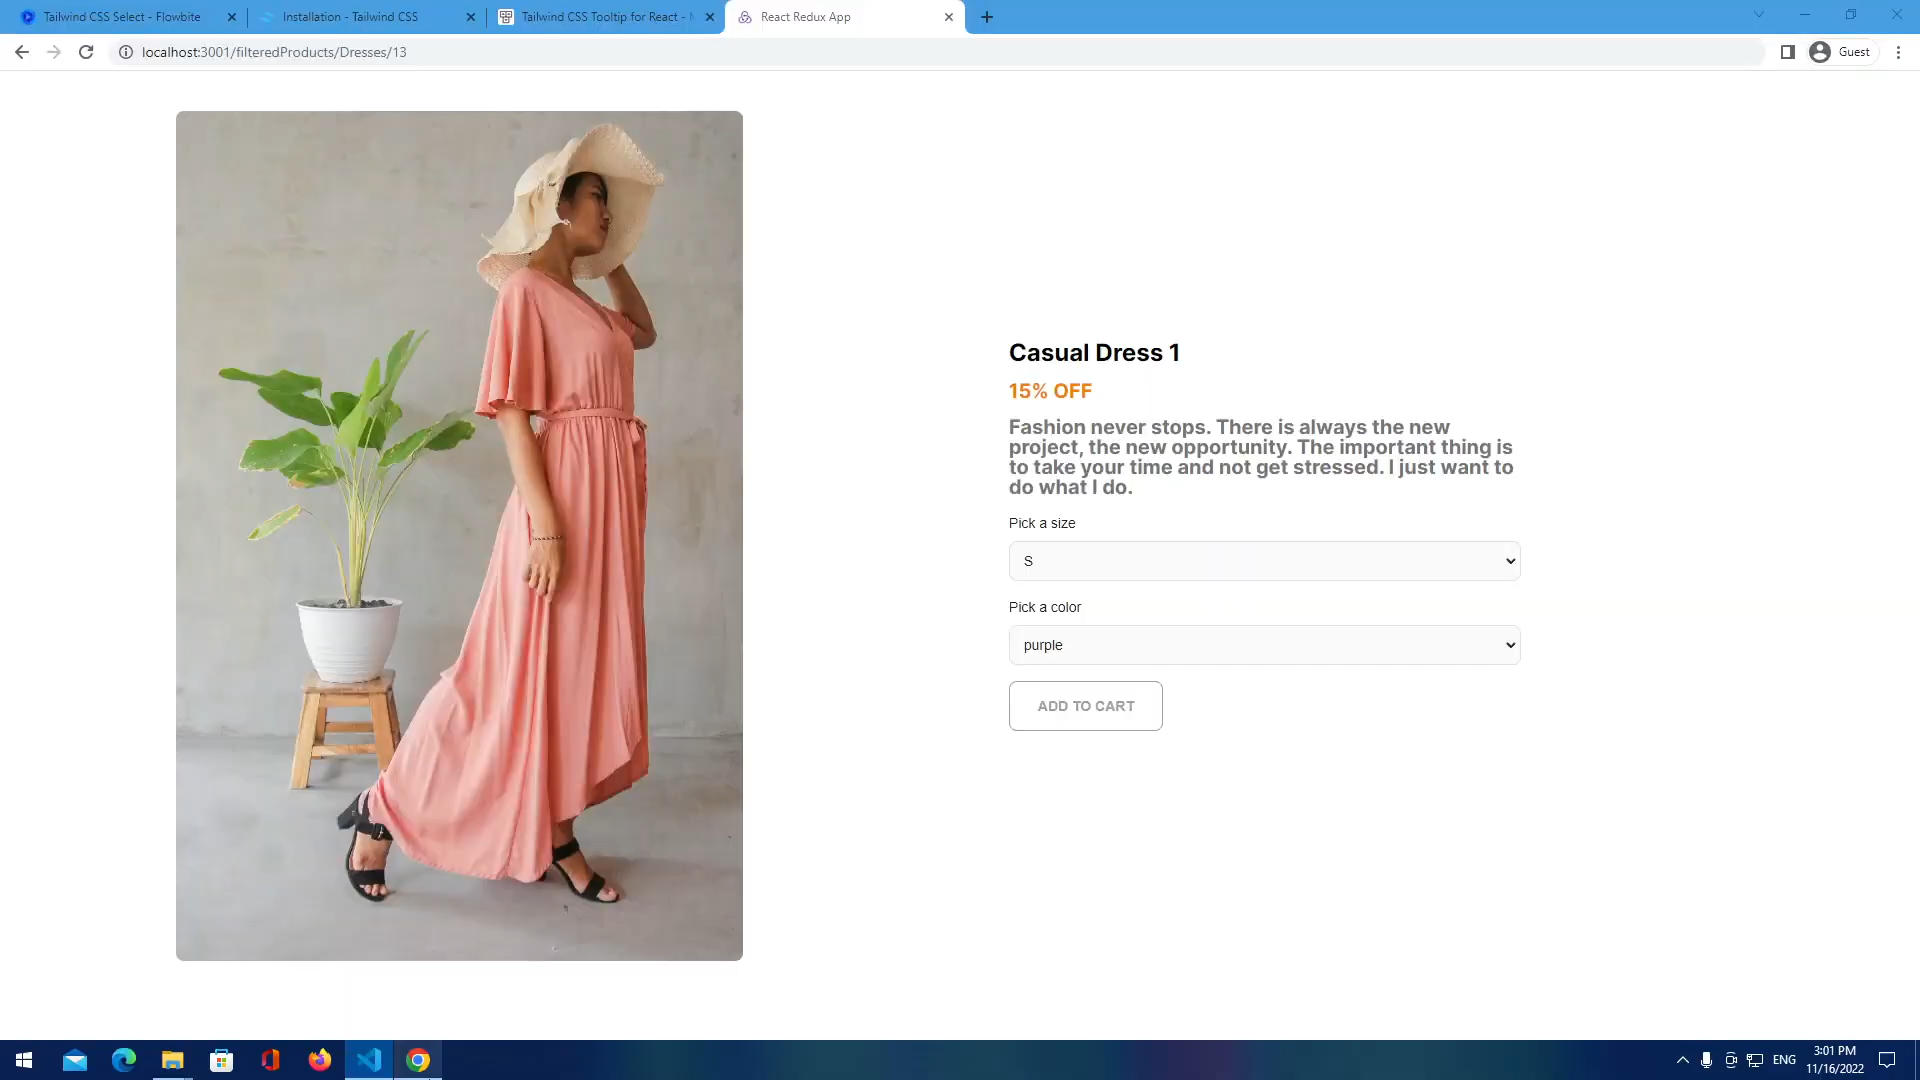 Tailwind CSS Select - Flowbite
Installation - Tailwind CSS
Tailwind CSS Tooltip for React -
React Redux App
localhost:3001/filteredProducts/Dresses/13
Guest
Casual Dress 1
15% OFF
Fashion never stops. There is always the new
project, the new opportunity. The important thing is
to take your time and not get stressed. I just want to
do what I do.
Pick a size
S
Pick a color
purple
ADD TO CART
ENG
3:01 PM
11/16/2022